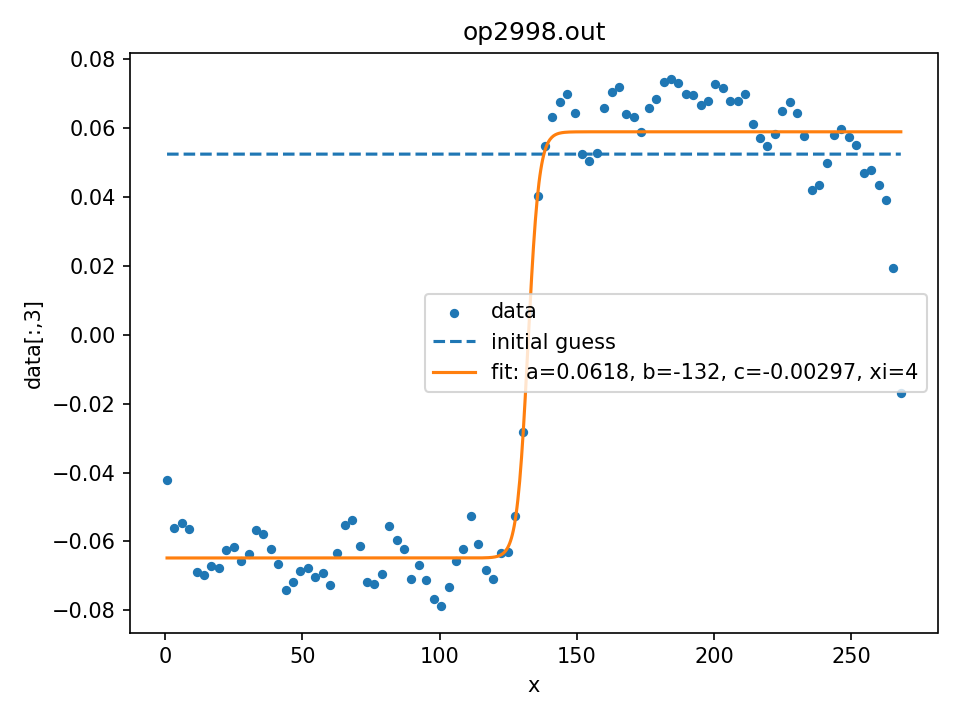 op2998.out
0.08
0.06
0.04
0.02
0.00
−0.02
−0.04
−0.06
−0.08
data[:,3]
data
initial guess
fit: a=0.0618, b=-132, c=-0.00297, xi=4
0 50 100 150 200 250
x